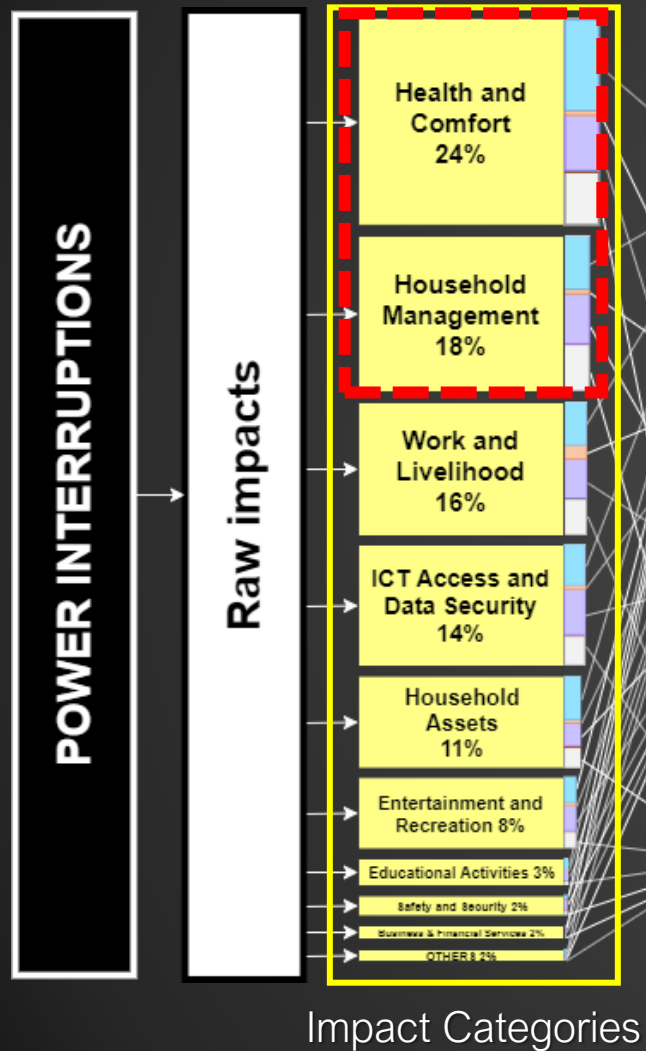 POWER INTERRUPTIONS
Raw impacts
Health and
Comfort
24%
Household
Management
18%
Work and
Livelihood
16%
ICT Access and
Data Security
14%
Household
Assets
11%
Entertainment and
Recreation 8%
Educational Activities 3%
Safety and Security 2%
Business & Financial Services 2%
OTHERS 2%
Impact Categories